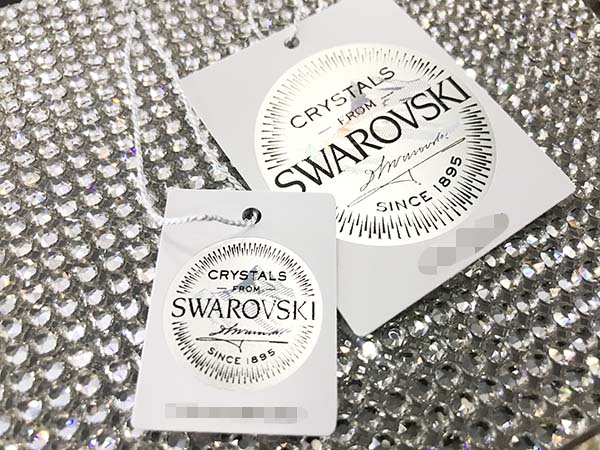 CRYSTALS
FROM
SWAROVSKI
SINCE 1895
CRYSTALS
FROM
SWAROVSKI
SINCE 1895